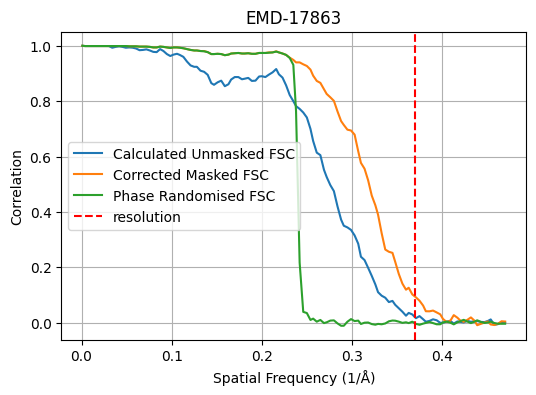 EMD-17863
1.0
0.8
0.6
0.4
0.2
0.0
Correlation
Calculated Unmasked FSC
Corrected Masked FSC
Phase Randomised FSC
resolution
0.0 0.1 0.2 0.3 0.4
Spatial Frequency (1/Å)